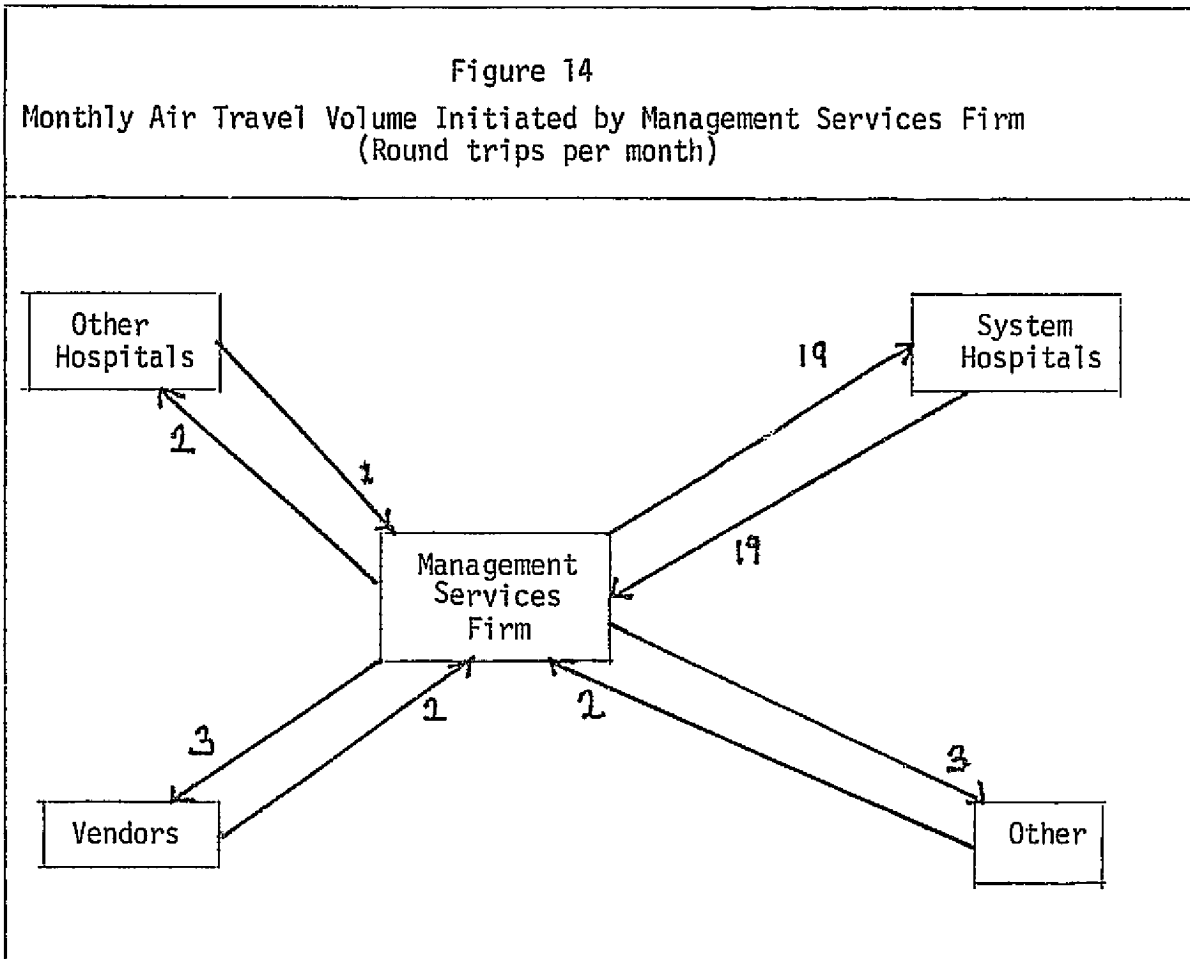 Figure 14
Monthly Air Travel Volume Initiated by Management Services Firm
(Round trips per month)
Other
Hospitals
System
Hospitals
19
2
19
Management
Services
Firm
3
2
2
3
Vendors
Other